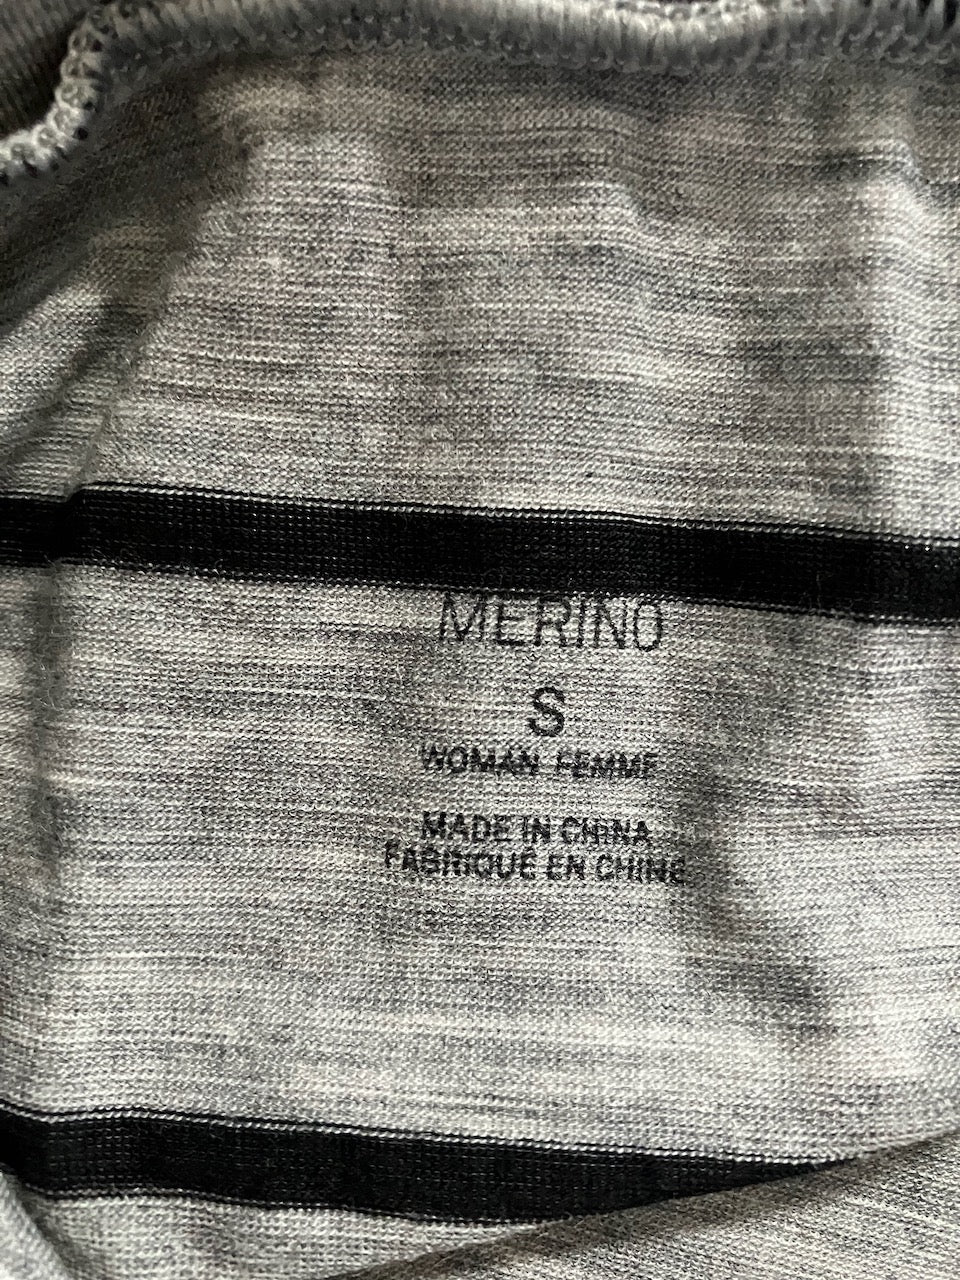 MERINO
S
WOMAN FEMME
MADE IN CHINA
FABRIQUÉ EN CHINE